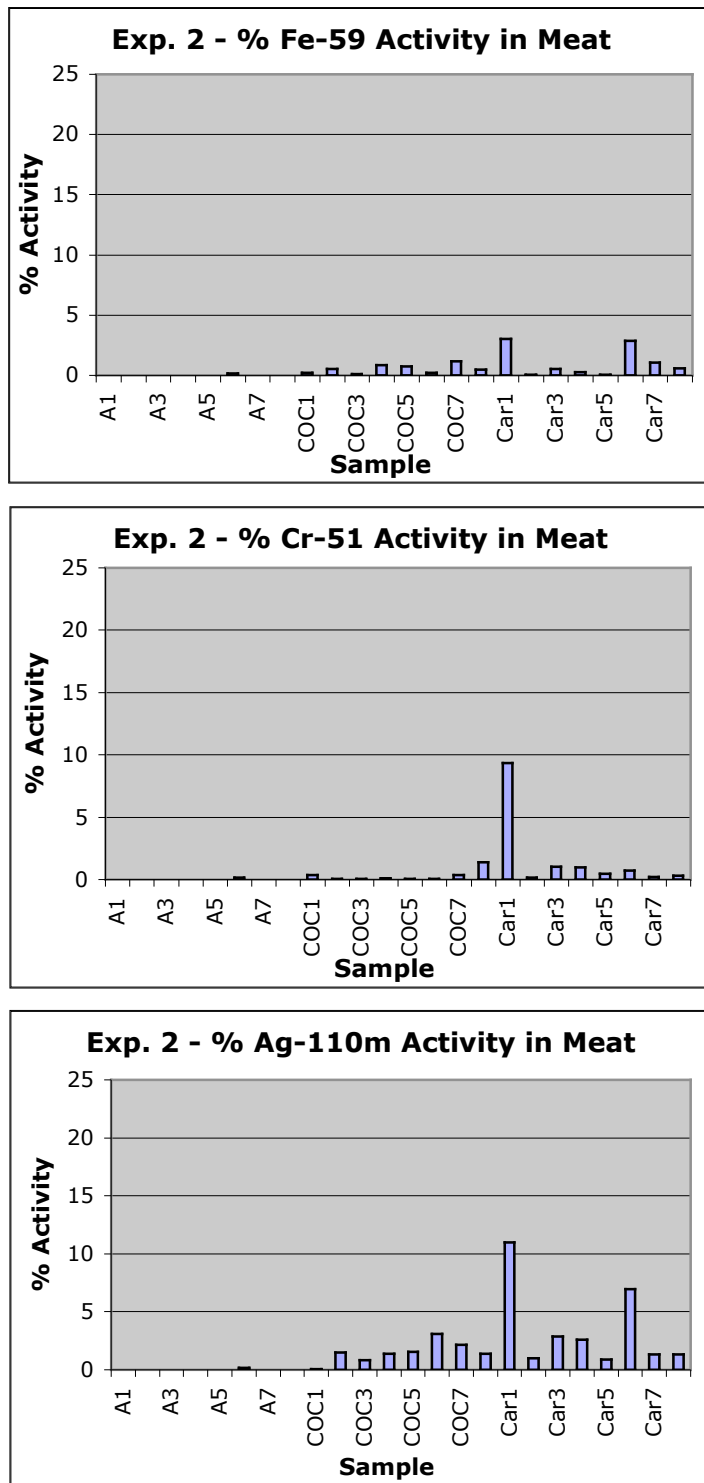 Exp. 2 - % Fe-59 Activity in Meat
25
20
15
10
5
0
% Activity
A1 A3 A5 A7 COC1 COC3 COC5 COC7 Car1 Car3 Car5 Car7
Sample
Exp. 2 - % Cr-51 Activity in Meat
25
20
15
10
5
0
% Activity
A1 A3 A5 A7 COC1 COC3 COC5 COC7 Car1 Car3 Car5 Car7
Sample
Exp. 2 - % Ag-110m Activity in Meat
25
20
15
10
5
0
% Activity
A1 A3 A5 A7 COC1 COC3 COC5 COC7 Car1 Car3 Car5 Car7
Sample